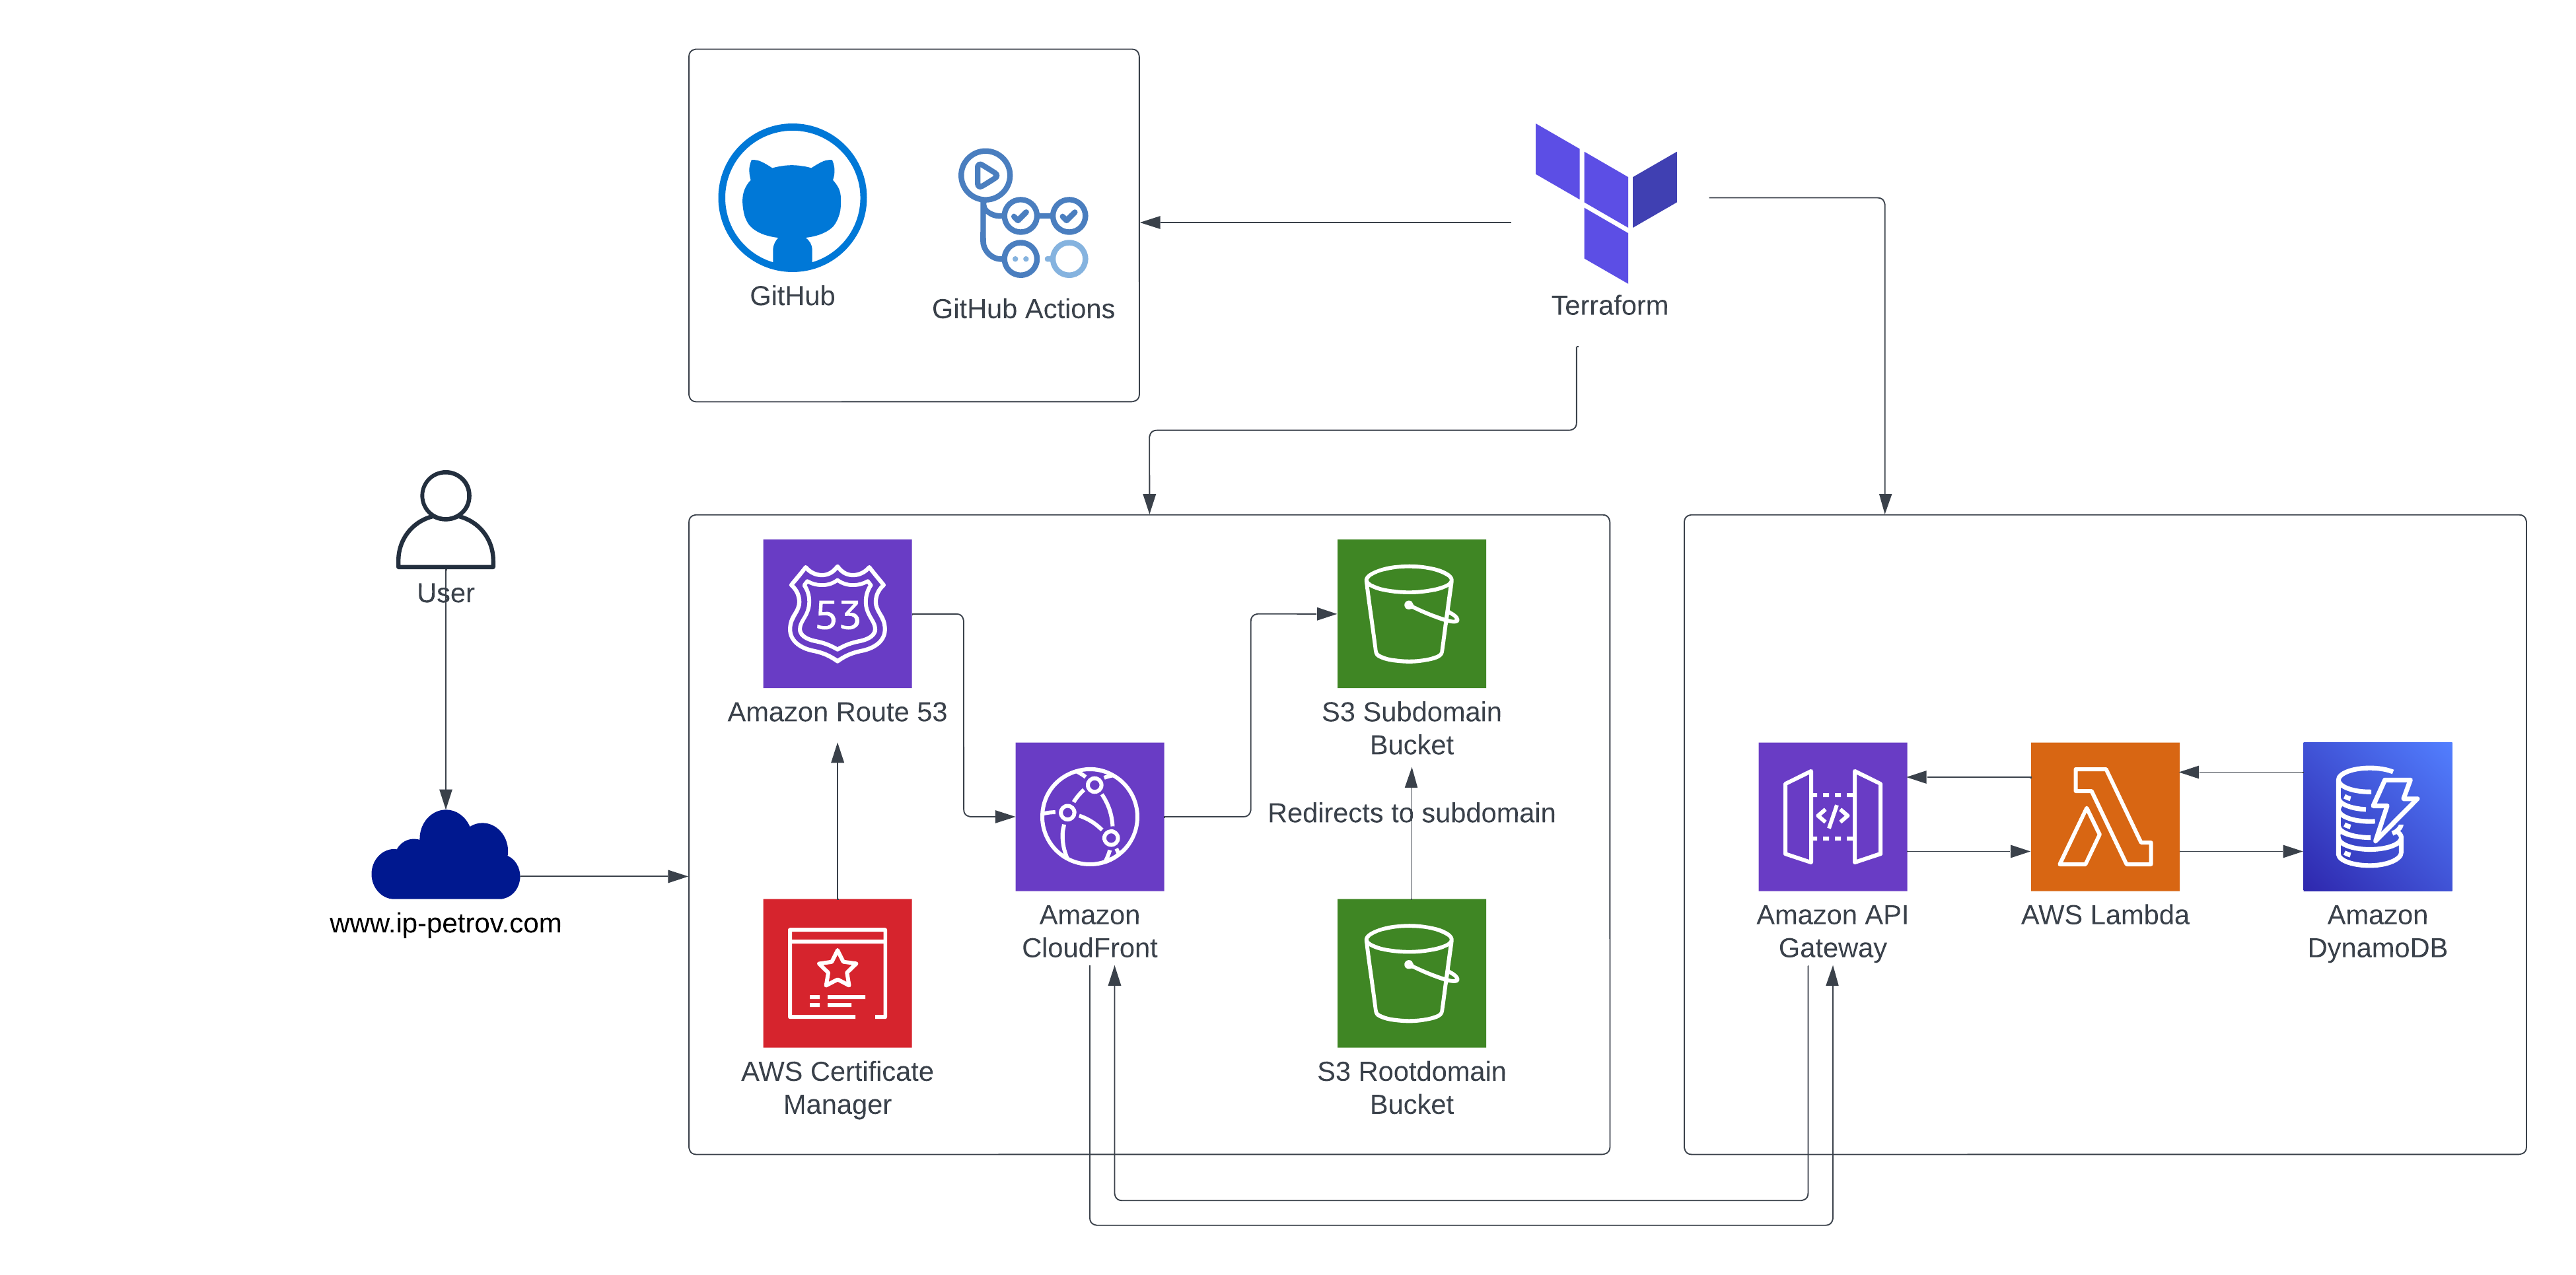 GitHub
GitHub Actions
Terraform
User
www.ip-petrov.com
53
Amazon Route 53
S3 Subdomain
Bucket
Redirects to subdomain
Amazon
CloudFront
AWS Certificate
Manager
S3 Rootdomain
Bucket
</>
Amazon API
Gateway
AWS Lambda
Amazon
DynamoDB